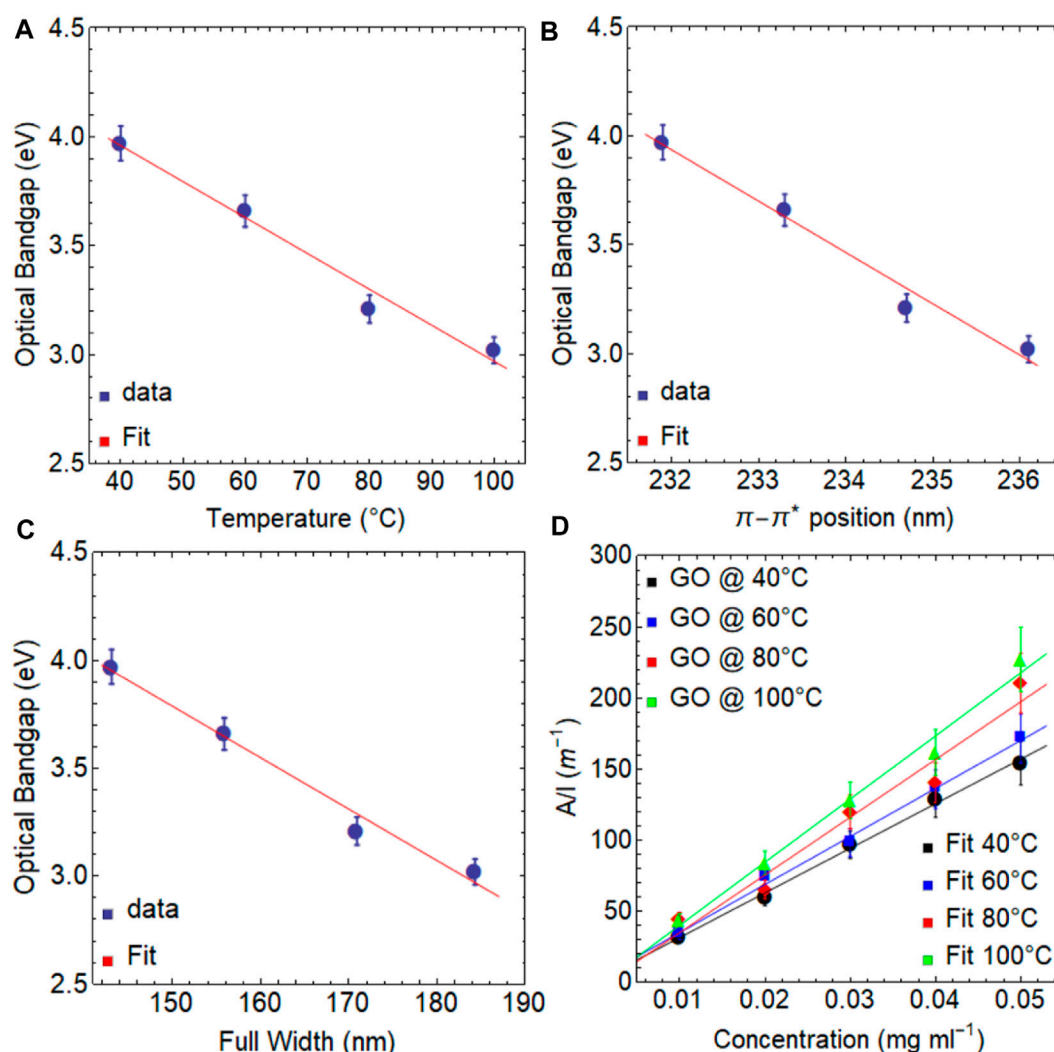 A
4.5
4.0
3.5
3.0
2.5
Optical Bandgap (eV)
data
Fit
40 50 60 70 80 90 100
Temperature (°C)
B
4.5
4.0
3.5
3.0
2.5
Optical Bandgap (eV)
data
Fit
232 233 234 235 236
π−π* position (nm)
C
4.5
4.0
3.5
3.0
2.5
Optical Bandgap (eV)
data
Fit
150 160 170 180 190
Full Width (nm)
D
300
250
200
150
100
50
0
A/l (m⁻¹)
GO @ 40°C
GO @ 60°C
GO @ 80°C
GO @ 100°C
Fit 40°C
Fit 60°C
Fit 80°C
Fit 100°C
0.01 0.02 0.03 0.04 0.05
Concentration (mg ml⁻¹)